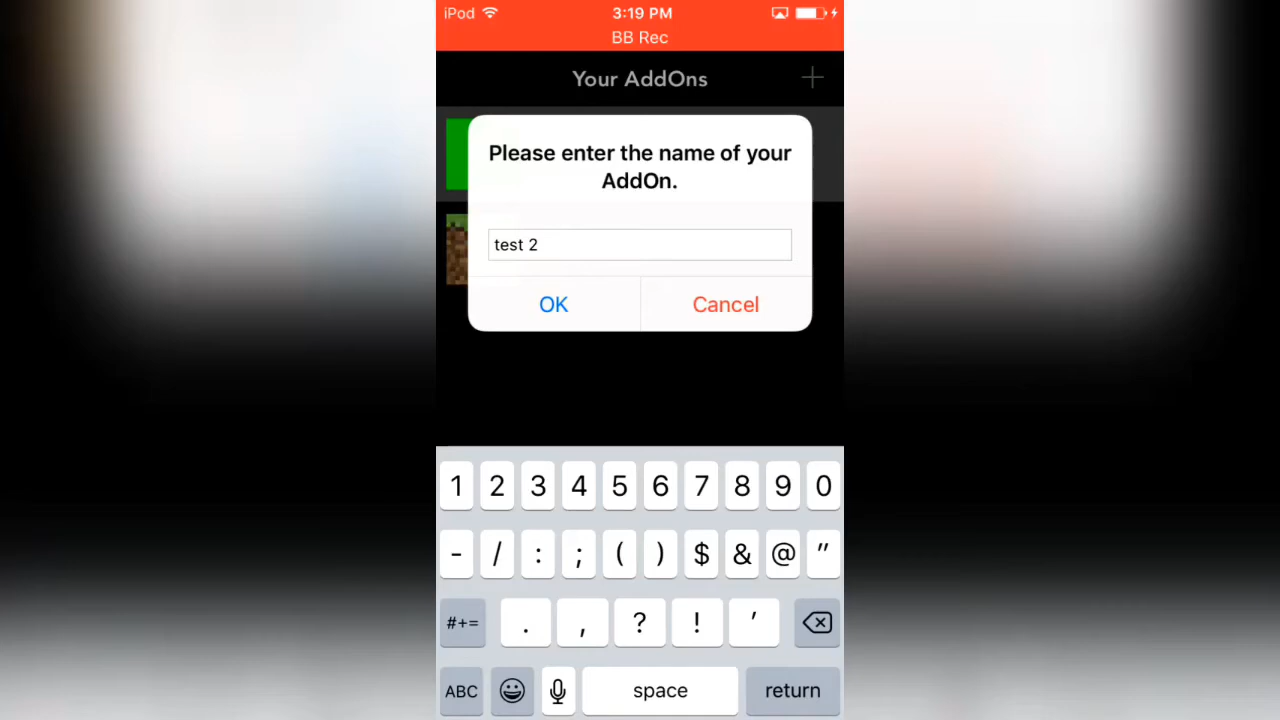 iPod 3:19 PM
BB Rec
Your AddOns
Please enter the name of your
AddOn.
test 2
OK Cancel
1 2 3 4 5 6 7 8 9 0
- / : ; ( ) $ & @ "
#+= . , ? ! '
ABC space return